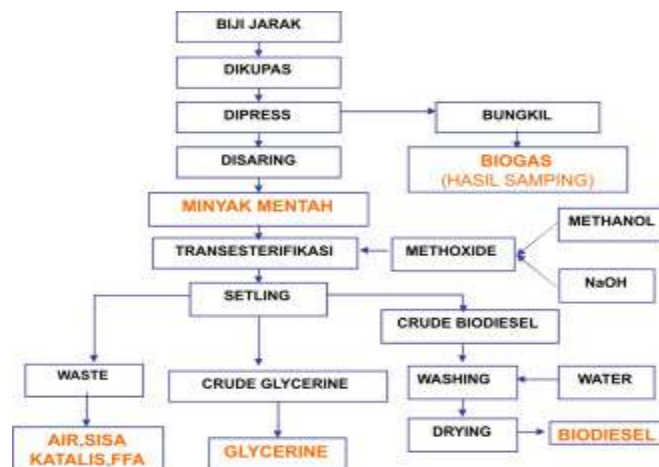 BIJI JARAK
DIKUPAS
DIPRESS
BUNGKIL
DISARING
BIOGAS
(HASIL SAMPING)
MINYAK MENTAH
METHANOL
TRANSESTERIFIKASI
METHOXIDE
SETLING
NaOH
CRUDE BIODIESEL
WASTE
CRUDE GLYCERINE
WASHING
WATER
AIR,SISA
KATALIS,FFA
GLYCERINE
DRYING
BIODIESEL